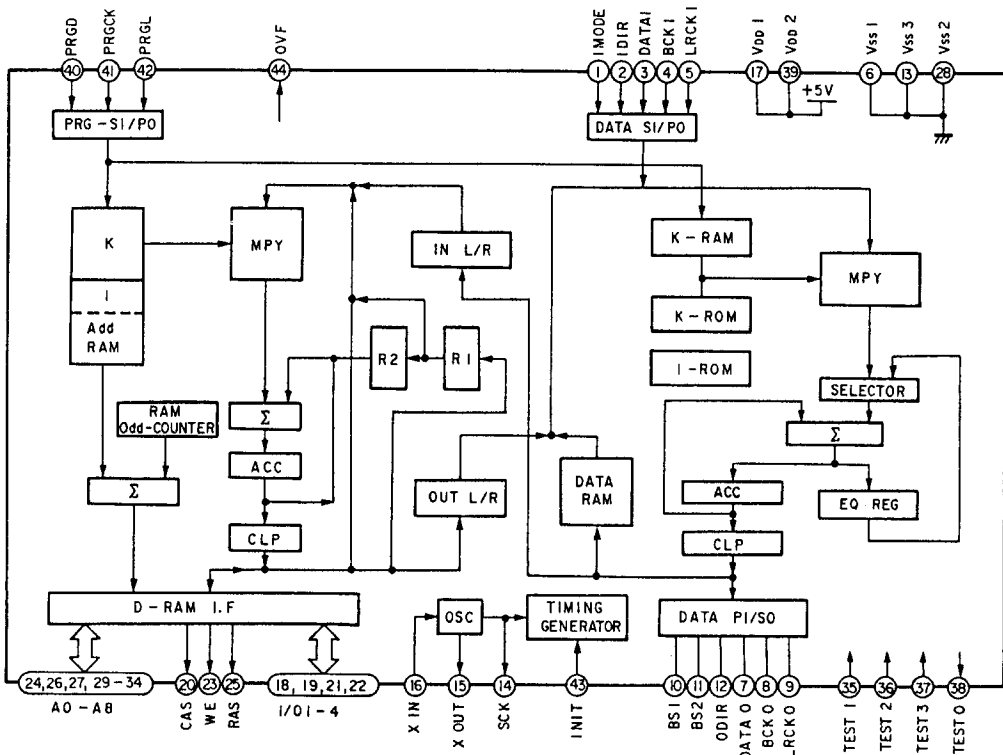 PRGD
PRGCK
PRGL
OVF
IMODE
IDIR
DATAI
BCKI
LRCKI
VDD 1
VDD 2
Vss 1
Vss 3
Vss 2
40
41
42
44
1
2
3
4
5
17
39
6
13
28
+5V
PRG-SI/PO
DATA SI/PO
K
MPY
IN L/R
K-RAM
MPY
I
Add
RAM
K-ROM
R2
R1
I-ROM
SELECTOR
RAM
Odd-COUNTER
Σ
Σ
ACC
Σ
OUT L/R
DATA
RAM
ACC
EQ REG
CLP
CLP
D-RAM I.F
OSC
TIMING
GENERATOR
DATA PI/SO
24,26,27, 29-34
20
23
25
18, 19,21,22
16
15
14
43
10
11
12
7
8
9
35
36
37
38
A0-A8
CAS
WE
RAS
I/O1-4
X IN
X OUT
SCK
INIT
BS1
BS2
ODIR
DATA O
BCKO
LRCKO
TEST 1
TEST 2
TEST 3
TEST O